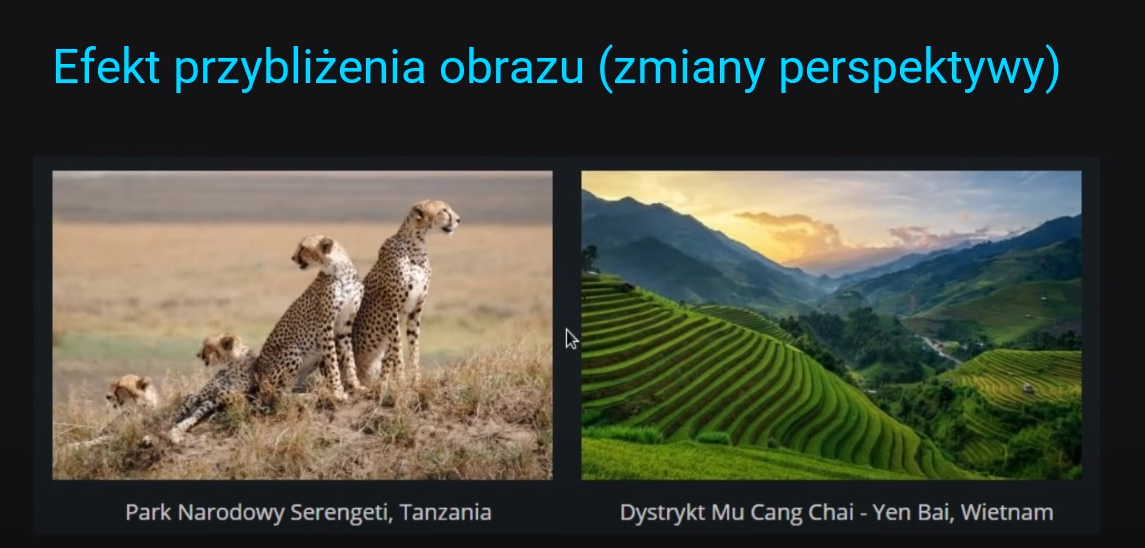 Efekt przybliżenia obrazu (zmiany perspektywy)
Park Narodowy Serengeti, Tanzania
Dystrykt Mu Cang Chai - Yen Bai, Wietnam